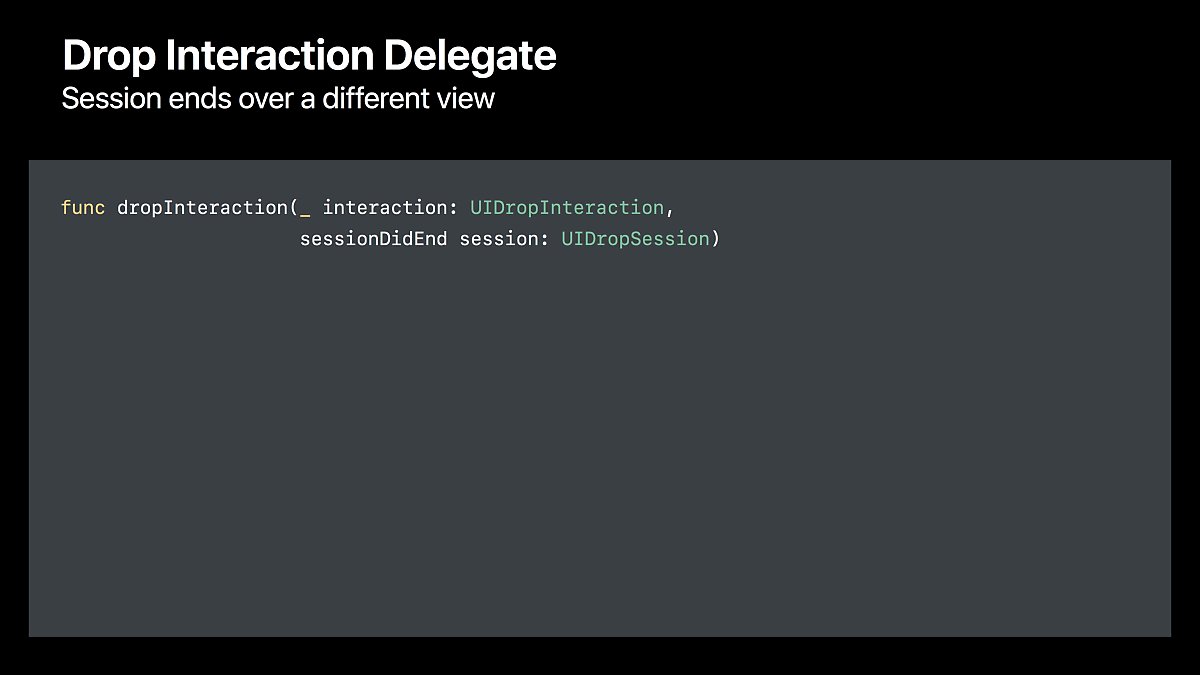 Drop Interaction Delegate
Session ends over a different view
func dropInteraction(_ interaction: UIDropInteraction,
sessionDidEnd session: UIDropSession)